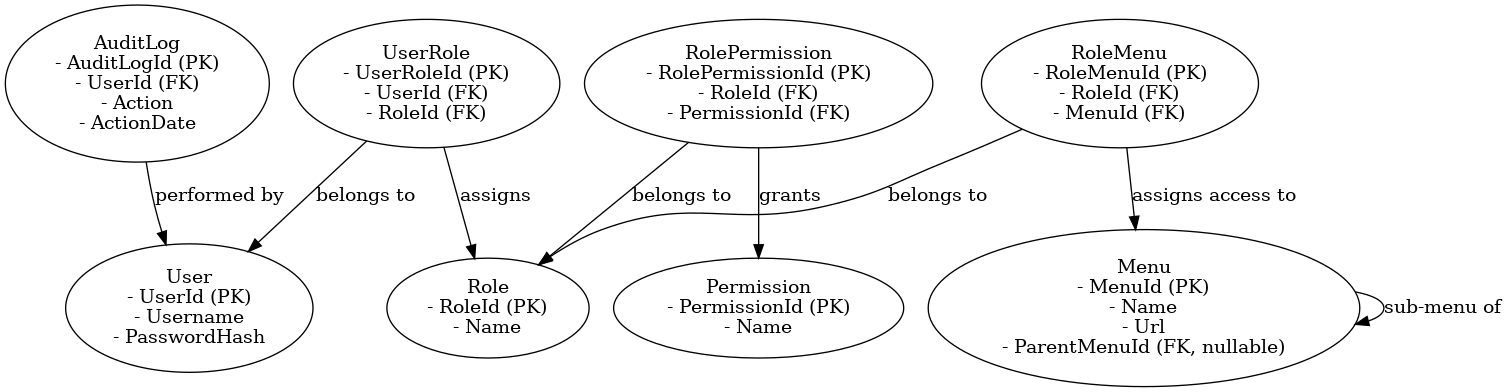 AuditLog
- AuditLogId (PK)
- UserId (FK)
- Action
- ActionDate
UserRole
- UserRoleId (PK)
- UserId (FK)
- RoleId (FK)
RolePermission
- RolePermissionId (PK)
- RoleId (FK)
- PermissionId (FK)
RoleMenu
- RoleMenuId (PK)
- RoleId (FK)
- MenuId (FK)
performed by
belongs to
assigns
belongs to
grants
belongs to
assigns access to
User
- UserId (PK)
- Username
- PasswordHash
Role
- RoleId (PK)
- Name
Permission
- PermissionId (PK)
- Name
Menu
- MenuId (PK)
- Name
- Url
- ParentMenuId (FK, nullable)
sub-menu of